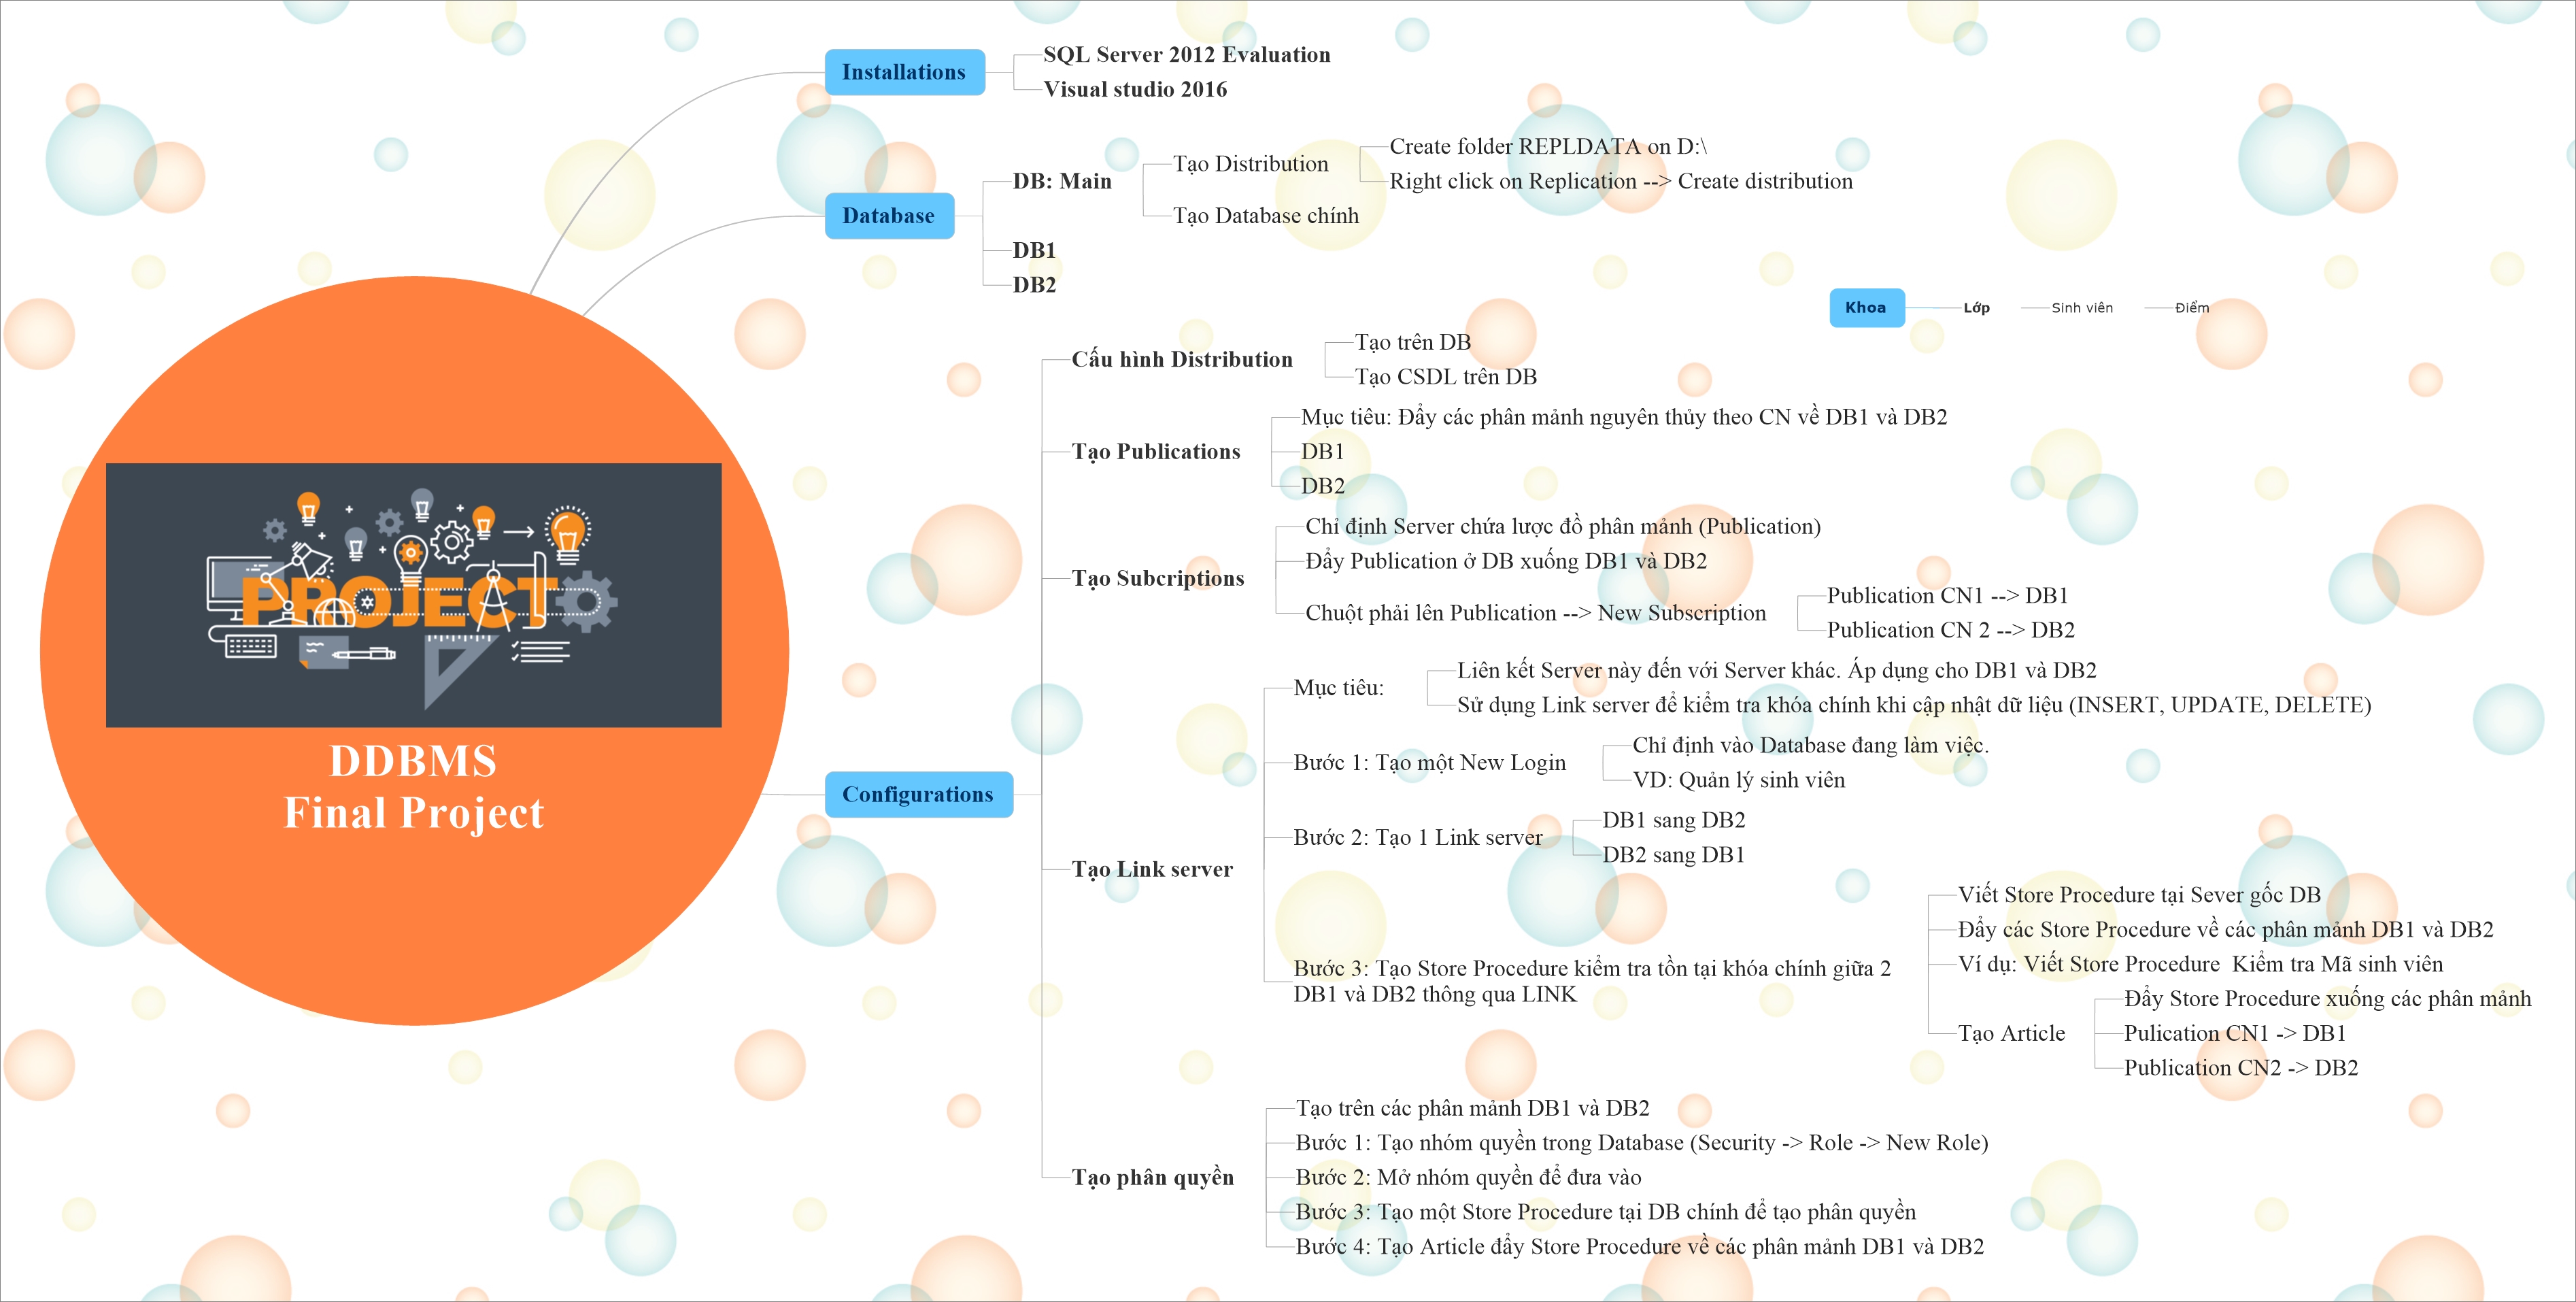 Installations
SQL Server 2012 Evaluation
Visual studio 2016
Database
DB: Main
Tạo Distribution
Create folder REPLDATA on D:\
Right click on Replication --> Create distribution
Tạo Database chính
DB1
DB2
Khoa
Lớp
Sinh viên
Điểm
PROJECT
DDBMS
Final Project
Configurations
Cấu hình Distribution
Tạo trên DB
Tạo CSDL trên DB
Tạo Publications
Mục tiêu: Đẩy các phân mảnh nguyên thủy theo CN về DB1 và DB2
DB1
DB2
Tạo Subcriptions
Chỉ định Server chứa lược đồ phân mảnh (Publication)
Đẩy Publication ở DB xuống DB1 và DB2
Chuột phải lên Publication --> New Subscription
Publication CN1 --> DB1
Publication CN 2 --> DB2
Tạo Link server
Mục tiêu:
Liên kết Server này đến với Server khác. Áp dụng cho DB1 và DB2
Sử dụng Link server để kiểm tra khóa chính khi cập nhật dữ liệu (INSERT, UPDATE, DELETE)
Bước 1: Tạo một New Login
Chỉ định vào Database đang làm việc.
VD: Quản lý sinh viên
Bước 2: Tạo 1 Link server
DB1 sang DB2
DB2 sang DB1
Bước 3: Tạo Store Procedure kiểm tra tồn tại khóa chính giữa 2
DB1 và DB2 thông qua LINK
Viết Store Procedure tại Sever gốc DB
Đẩy các Store Procedure về các phân mảnh DB1 và DB2
Ví dụ: Viết Store Procedure  Kiểm tra Mã sinh viên
Tạo Article
Đẩy Store Procedure xuống các phân mảnh
Pulication CN1 -> DB1
Publication CN2 -> DB2
Tạo phân quyền
Tạo trên các phân mảnh DB1 và DB2
Bước 1: Tạo nhóm quyền trong Database (Security -> Role -> New Role)
Bước 2: Mở nhóm quyền để đưa vào
Bước 3: Tạo một Store Procedure tại DB chính để tạo phân quyền
Bước 4: Tạo Article đẩy Store Procedure về các phân mảnh DB1 và DB2